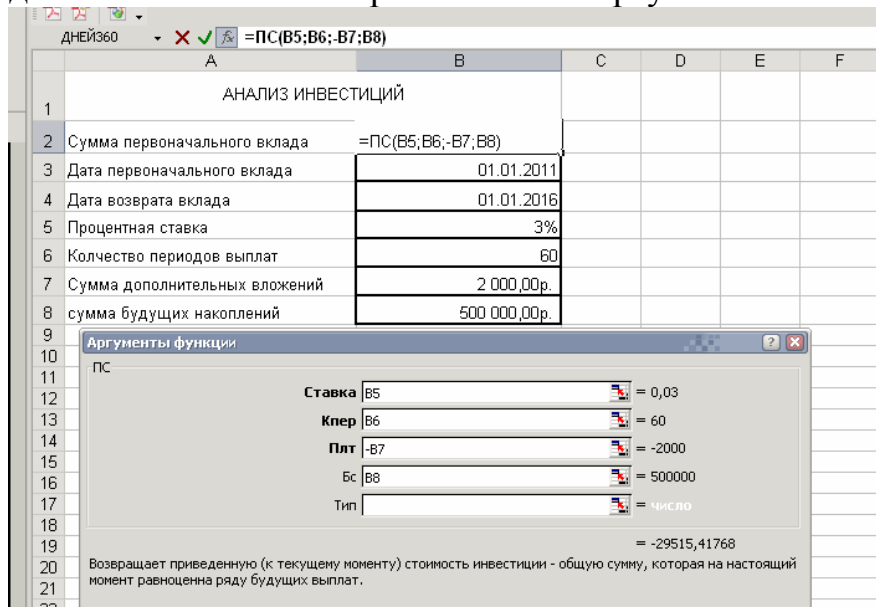 ДНЕЙ360 =ПС(B5;B6;-B7;B8)
A B C D E F
1 АНАЛИЗ ИНВЕСТИЦИЙ
2 Сумма первоначального вклада =ПС(B5;B6;-B7;B8)
3 Дата первоначального вклада 01.01.2011
4 Дата возврата вклада 01.01.2016
5 Процентная ставка 3%
6 Колчество периодов выплат 60
7 Сумма дополнительных вложений 2 000,00р.
8 сумма будущих накоплений 500 000,00р.
9
10 Аргументы функции
11 ПС
12 Ставка B5 = 0,03
13 Кпер B6 = 60
14 Плт -B7 = -2000
15
16 Бс B8 = 500000
17 Тип = число
18
19 = -29515,41768
20 Возвращает приведенную (к текущему моменту) стоимость инвестиции - общую сумму, которая на настоящий
21 момент равноценна ряду будущих выплат.